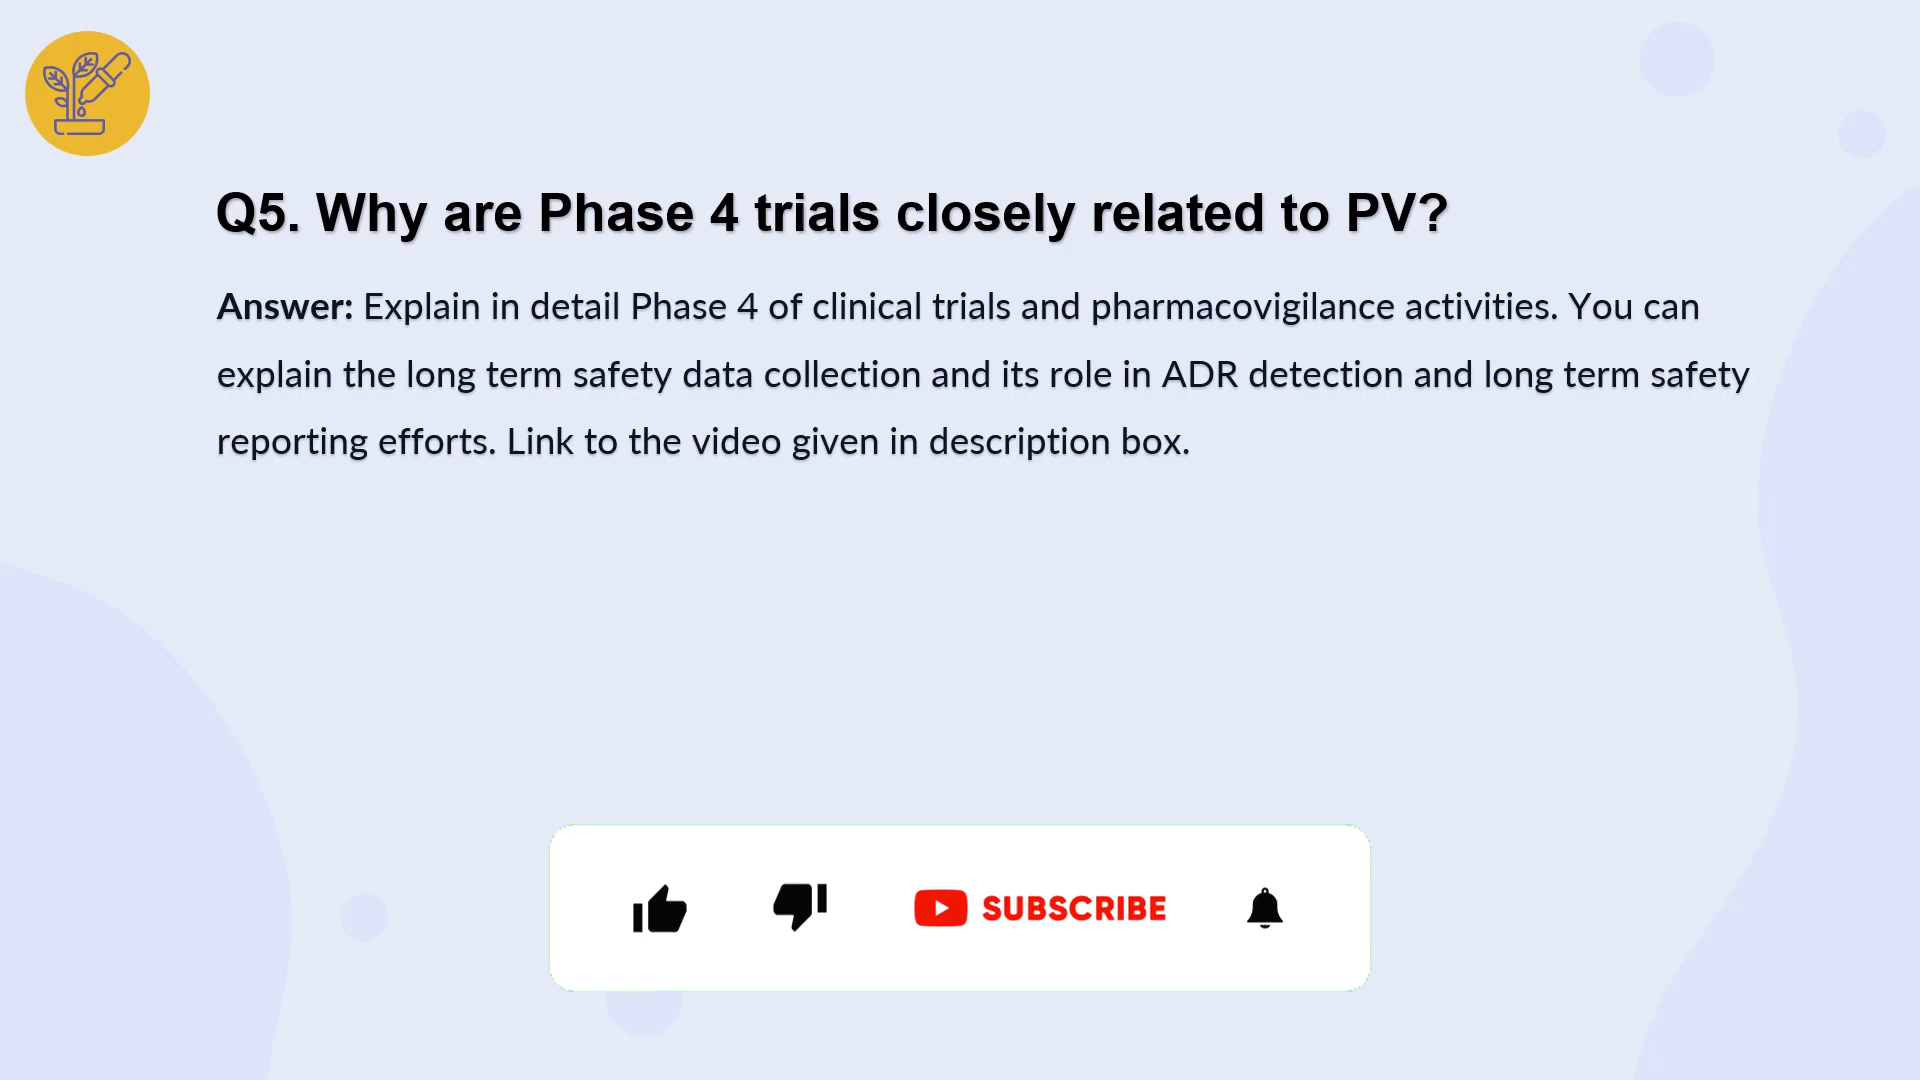 Q5. Why are Phase 4 trials closely related to PV?
Answer: Explain in detail Phase 4 of clinical trials and pharmacovigilance activities. You can
explain the long term safety data collection and its role in ADR detection and long term safety
reporting efforts. Link to the video given in description box.
SUBSCRIBE